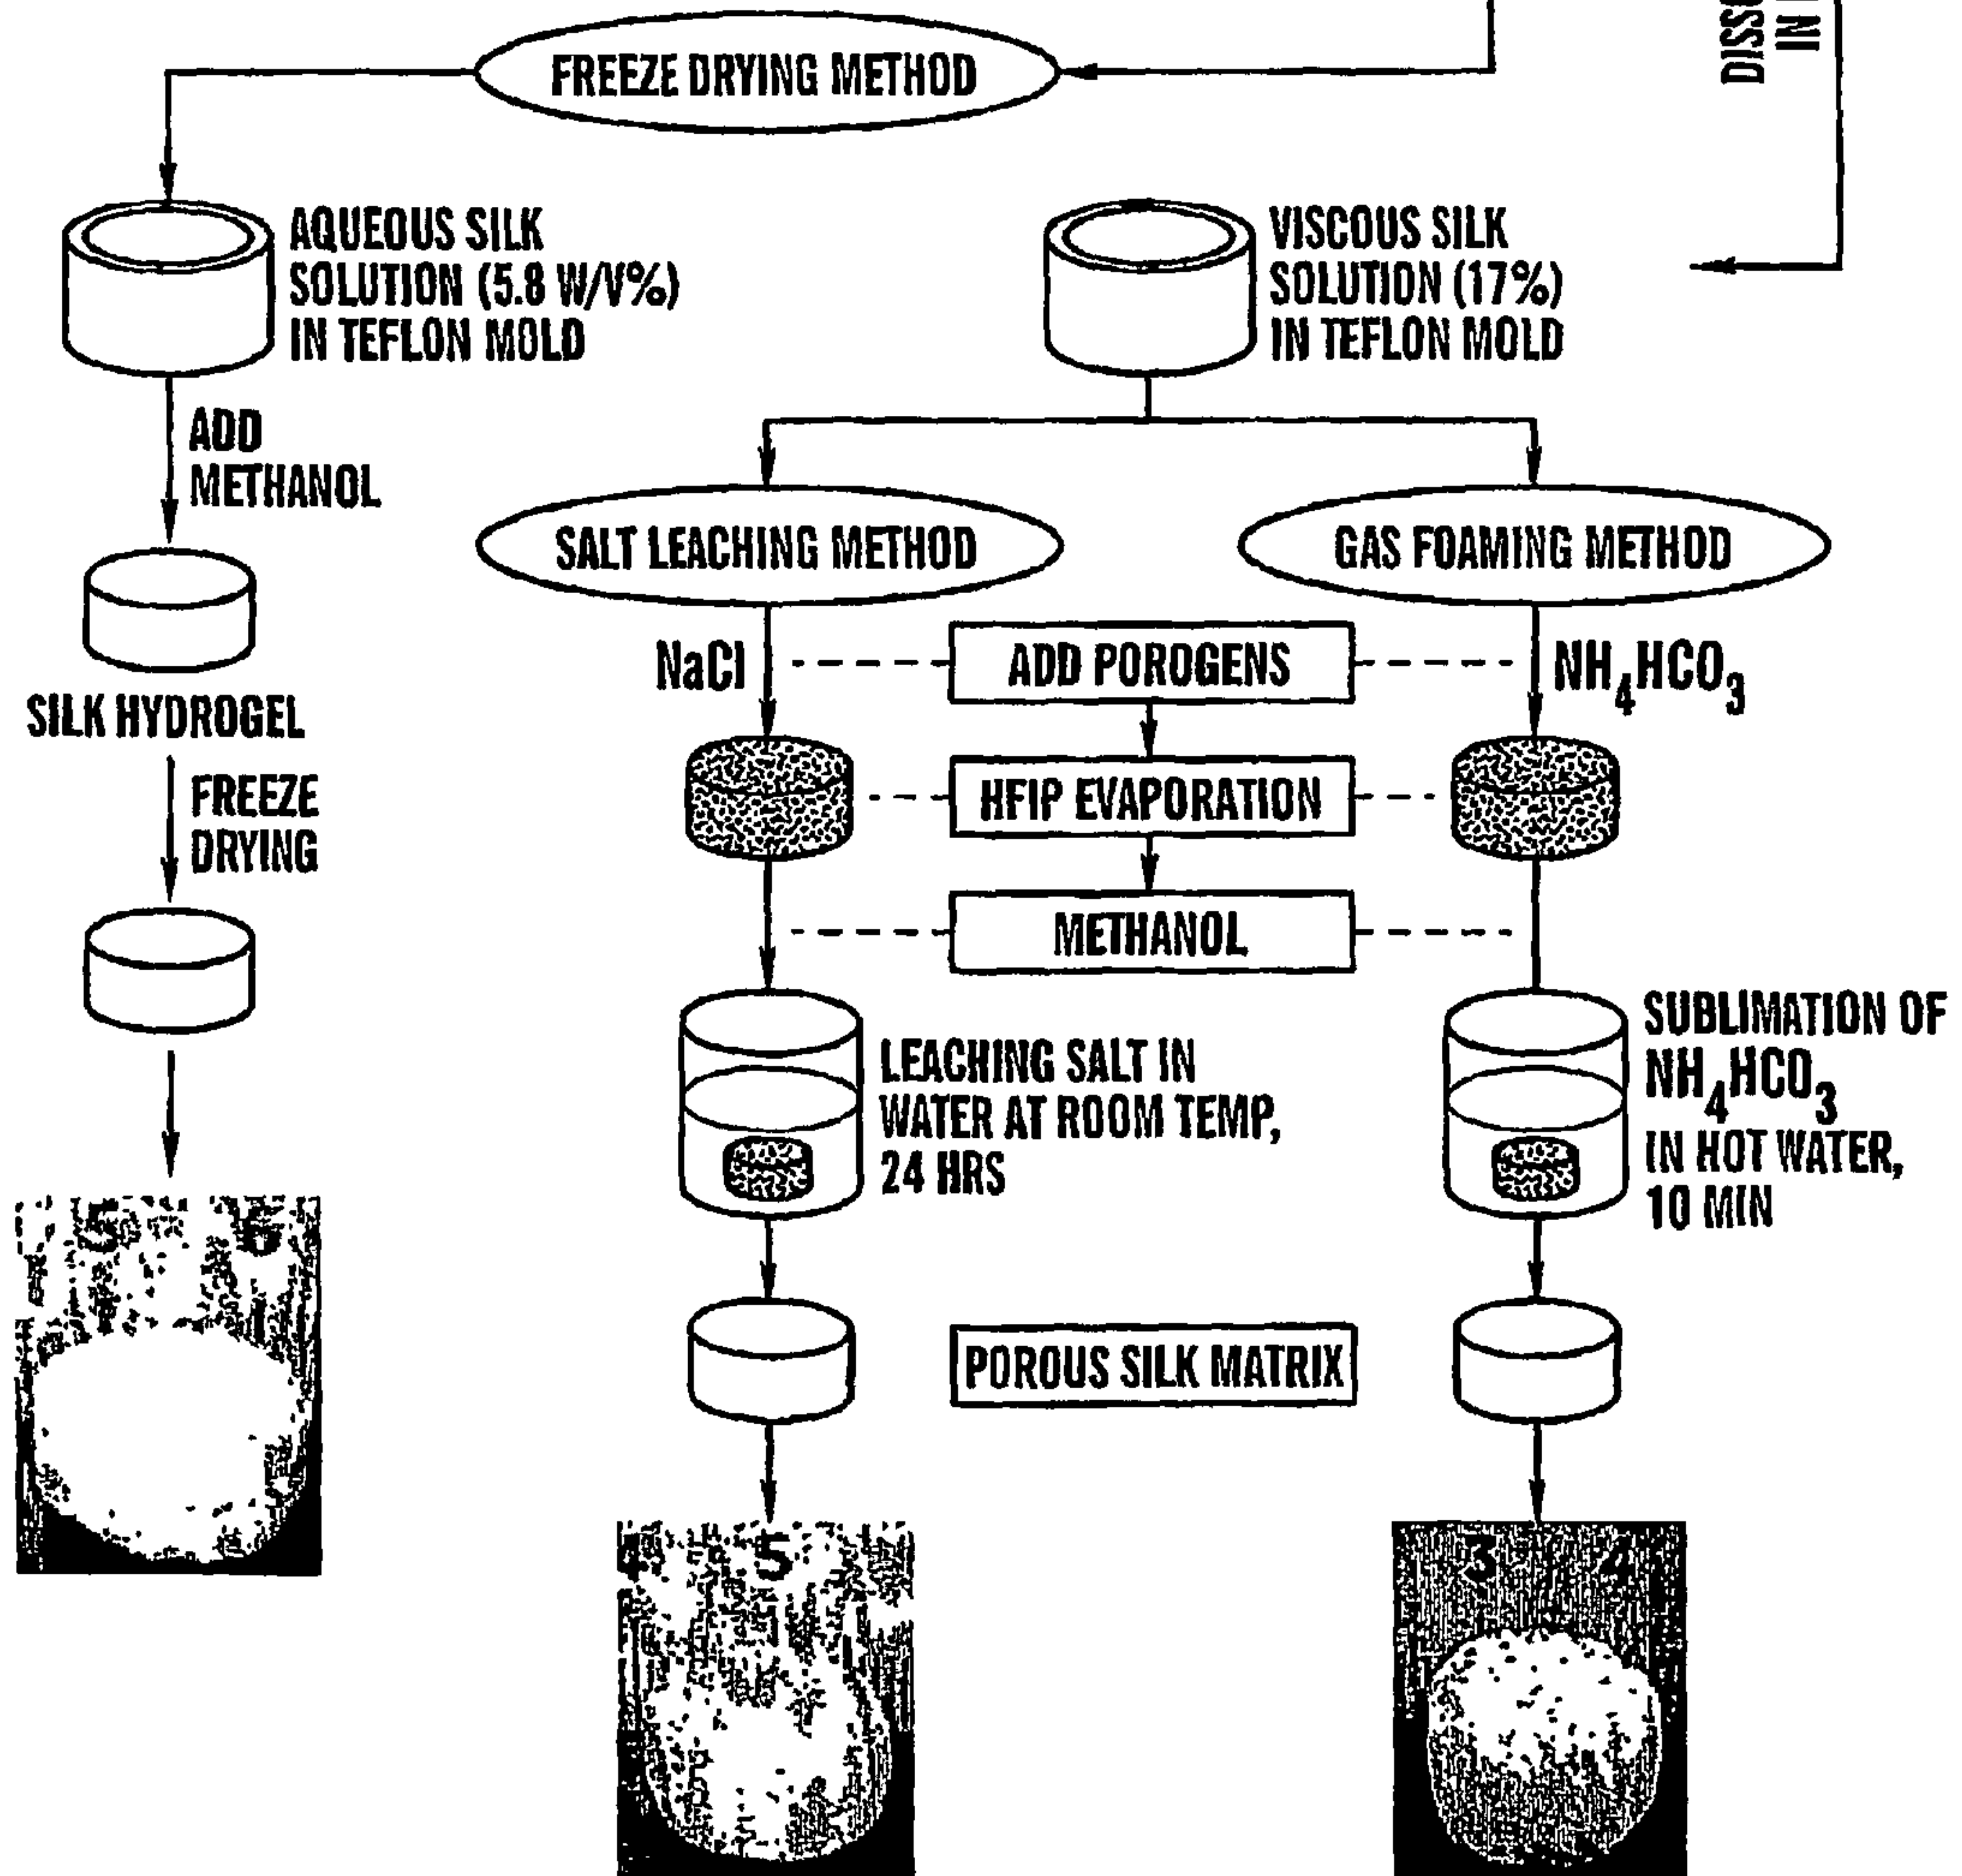 FREEZE DRYING METHOD
IN
AQUEOUS SILK
SOLUTION (5.8 W/V%)
IN TEFLON MOLD
VISCOUS SILK
SOLUTION (17%)
IN TEFLON MOLD
ADD
METHANOL
SILK HYDROGEL
FREEZE
DRYING
SALT LEACHING METHOD
GAS FOAMING METHOD
NaCl
ADD POROGENS
NH4HCO3
HFIP EVAPORATION
METHANOL
LEACHING SALT IN
WATER AT ROOM TEMP,
24 HRS
SUBLIMATION OF
NH4HCO3
IN HOT WATER,
10 MIN
POROUS SILK MATRIX
5 6
4 5
3 4